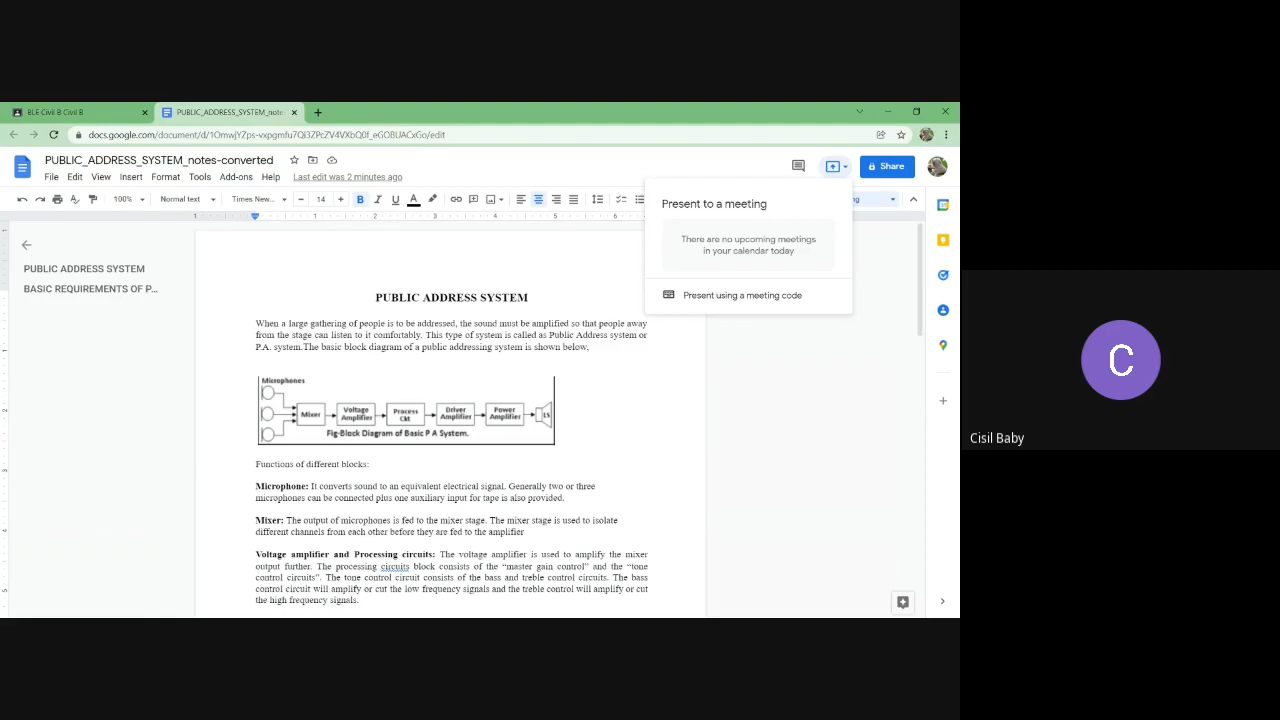 BLE Civil B Civil B
PUBLIC_ADDRESS_SYSTEM_notes-
docs.google.com/document/d/1OmwjYZps-vxpgmfu7Qi3ZPcZV4VXbQ0f_eGOBUACxGo/edit
PUBLIC_ADDRESS_SYSTEM_notes-converted
File Edit View Insert Format Tools Add-ons Help Last edit was 2 minutes ago
Share
100% Normal text Times New... 14 B I U A
Present to a meeting
There are no upcoming meetings
in your calendar today
Present using a meeting code
PUBLIC ADDRESS SYSTEM
BASIC REQUIREMENTS OF P...
PUBLIC ADDRESS SYSTEM
When a large gathering of people is to be addressed, the sound must be amplified so that people away
from the stage can listen to it comfortably. This type of system is called as Public Address system or
P.A. system.The basic block diagram of a public addressing system is shown below,
Microphones
Mixer
Voltage
Amplifier
Process
Ckt
Driver
Amplifier
Power
Amplifier
LS
Fig-Block Diagram of Basic P A System.
Functions of different blocks:
Microphone: It converts sound to an equivalent electrical signal. Generally two or three
microphones can be connected plus one auxiliary input for tape is also provided.
Mixer: The output of microphones is fed to the mixer stage. The mixer stage is used to isolate
different channels from each other before they are fed to the amplifier
Voltage amplifier and Processing circuits: The voltage amplifier is used to amplify the mixer
output further. The processing circuits block consists of the “master gain control” and the “tone
control circuits”. The tone control circuit consists of the bass and treble control circuits. The bass
control circuit will amplify or cut the low frequency signals and the treble control will amplify or cut
the high frequency signals.
C
Cisil Baby